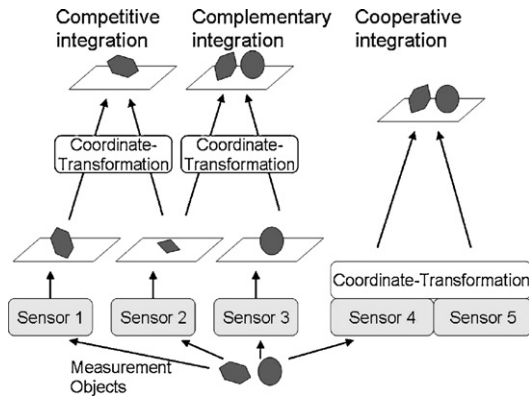 Competitive
integration
Complementary
integration
Cooperative
integration
Coordinate-
Transformation
Coordinate-
Transformation
Coordinate-Transformation
Sensor 1
Sensor 2
Sensor 3
Sensor 4
Sensor 5
Measurement
Objects